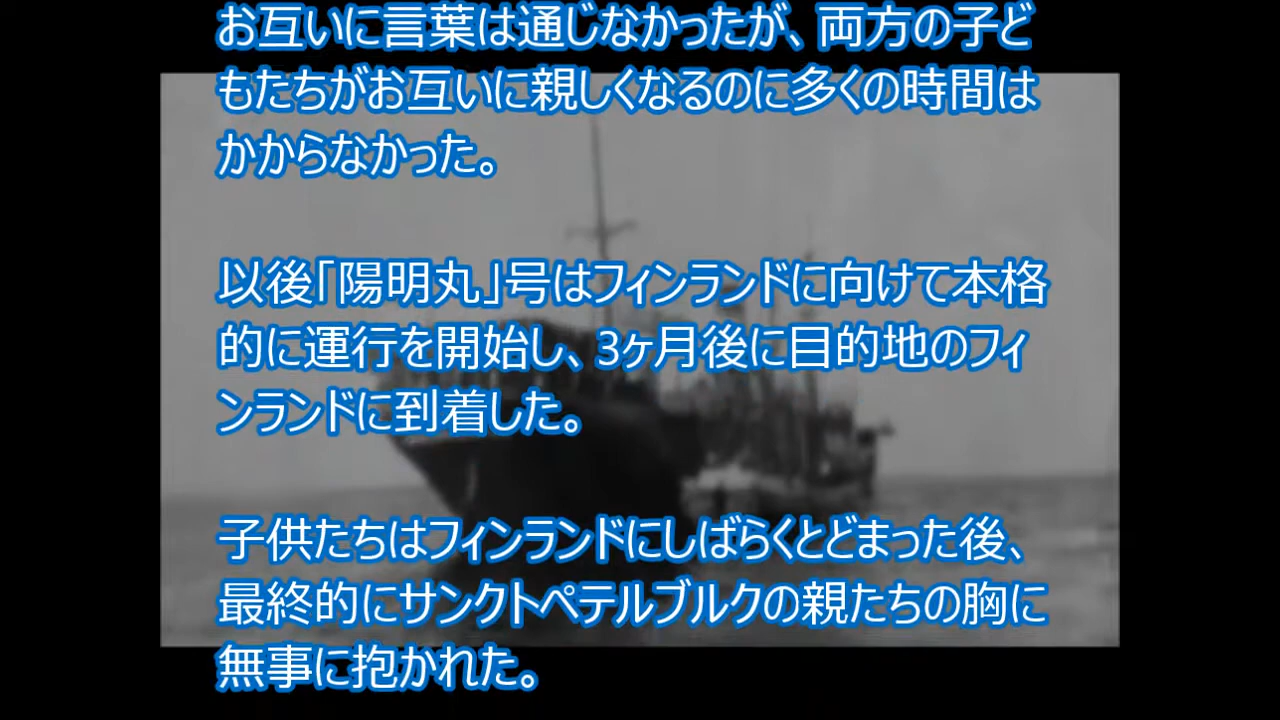 お互いに言葉は通じなかったが、両方の子ど
もたちがお互いに親しくなるのに多くの時間は
かからなかった。
以後「陽明丸」号はフィンランドに向けて本格
的に運行を開始し、3ヶ月後に目的地のフィ
ンランドに到着した。
子供たちはフィンランドにしばらくとどまった後、
最終的にサンクトペテルブルクの親たちの胸に
無事に抱かれた。